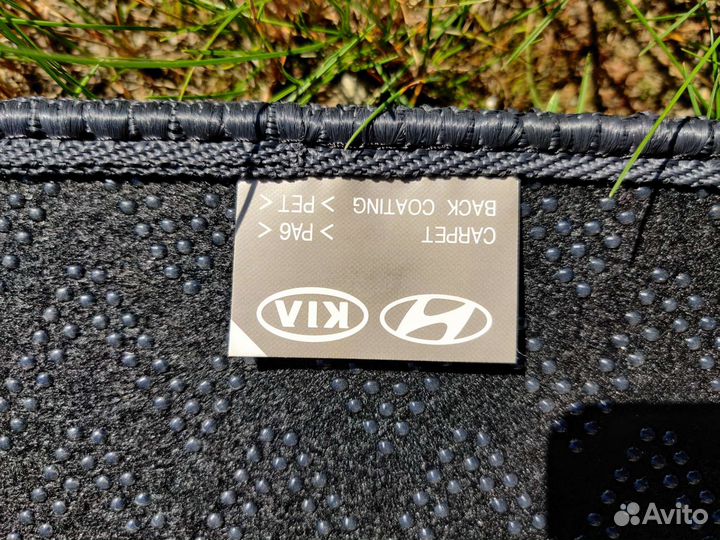 KIA
CARPET > PA6 <
BACK COATING > PET <
Avito